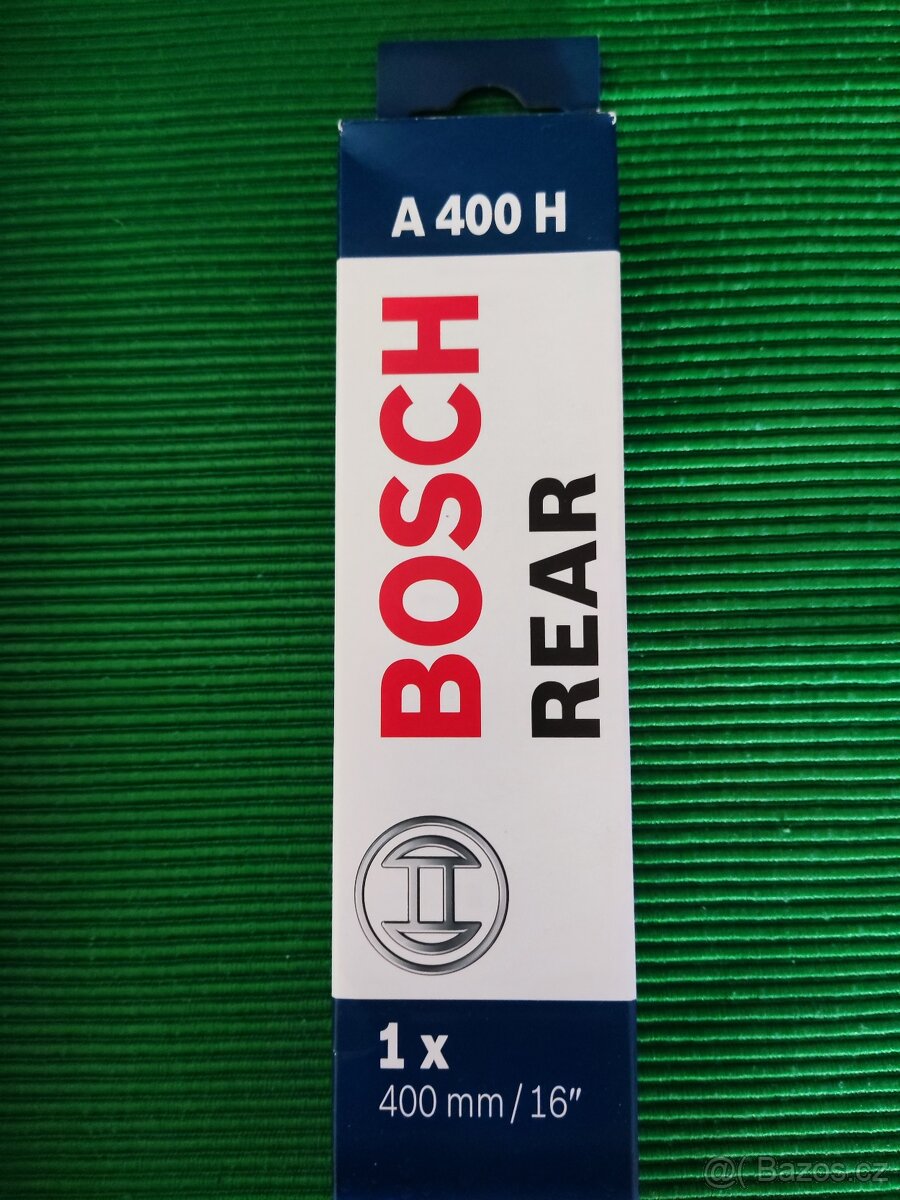 A 400 H
BOSCH
REAR
1 x
400 mm / 16"
@( Bazos.cz